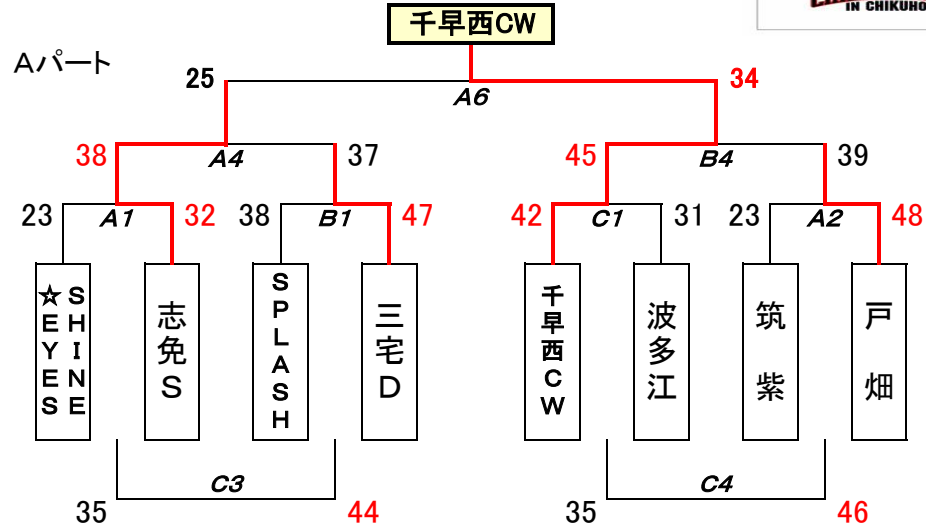 IN CHIKUHO
千早西CW
Aパート
25
34
A6
38
A4
37
45
B4
39
23
A1
32
38
B1
47
42
C1
31
23
A2
48
SHINE
☆EYES
志免S
SPLASH
三宅D
千早西CW
波多江
筑紫
戸畑
C3
C4
35
44
35
46